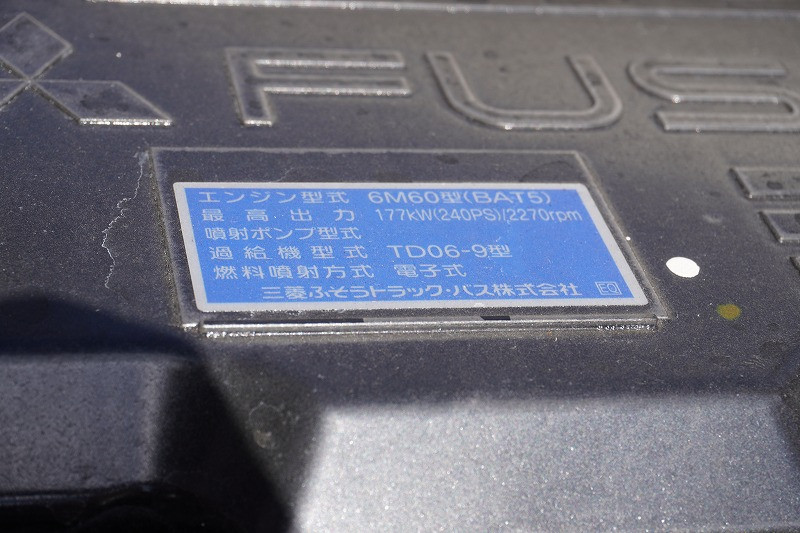 FUS
エンジン型式 6M60型(BAT5)
最高出力 177kW(240PS)/2270rpm
噴射ポンプ型式
過給機型式 TD06-9型
燃料噴射方式 電子式
三菱ふそうトラック・バス株式会社 EQ